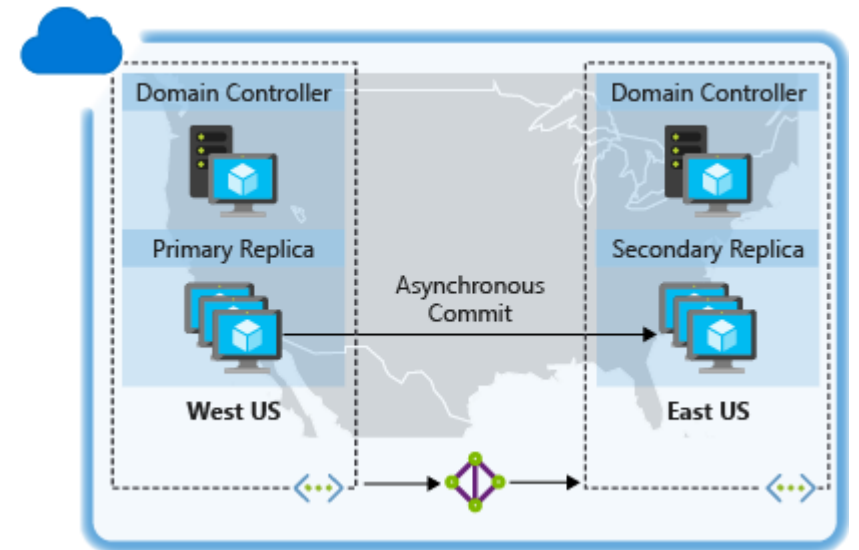 Domain Controller
Domain Controller
Primary Replica
Secondary Replica
Asynchronous
Commit
West US
East US